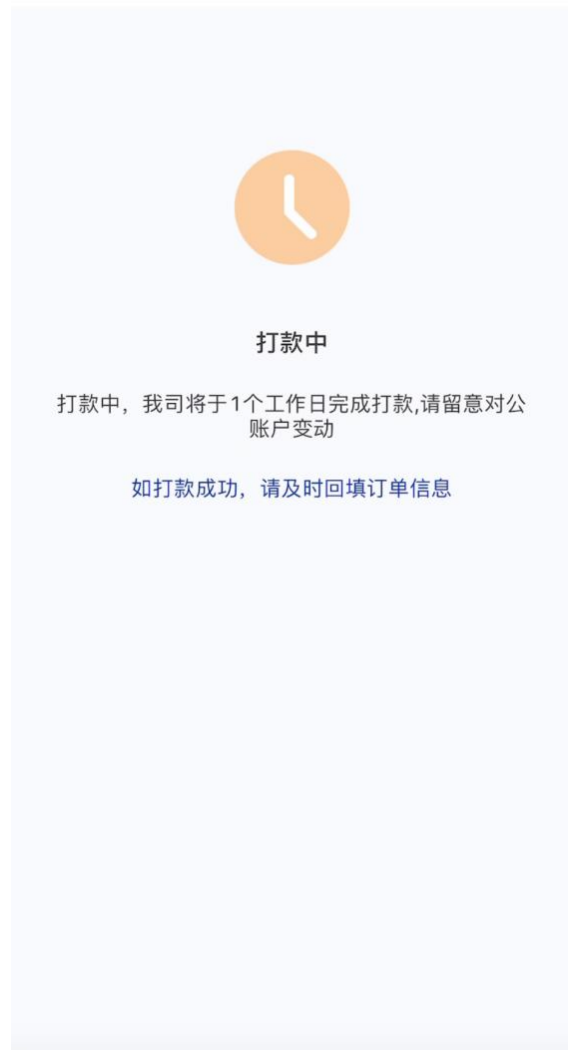 打款中
打款中，我司将于1个工作日完成打款,请留意对公
账户变动
如打款成功，请及时回填订单信息